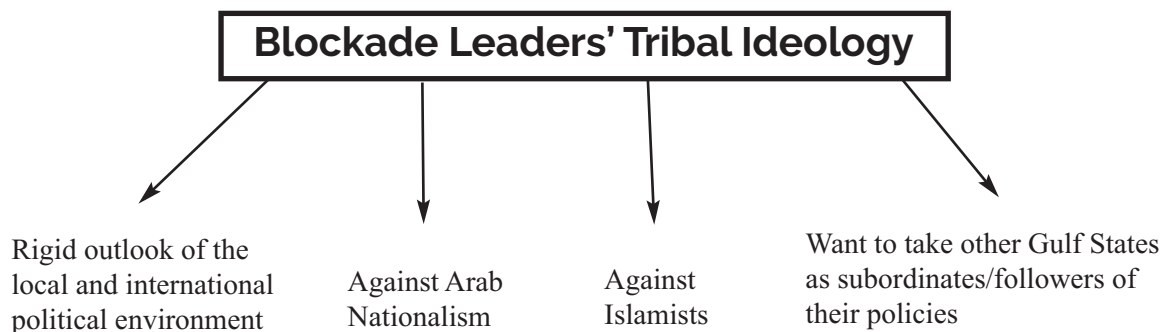 Blockade Leaders’ Tribal Ideology
Rigid outlook of the
local and international
political environment
Against Arab
Nationalism
Against
Islamists
Want to take other Gulf States
as subordinates/followers of
their policies